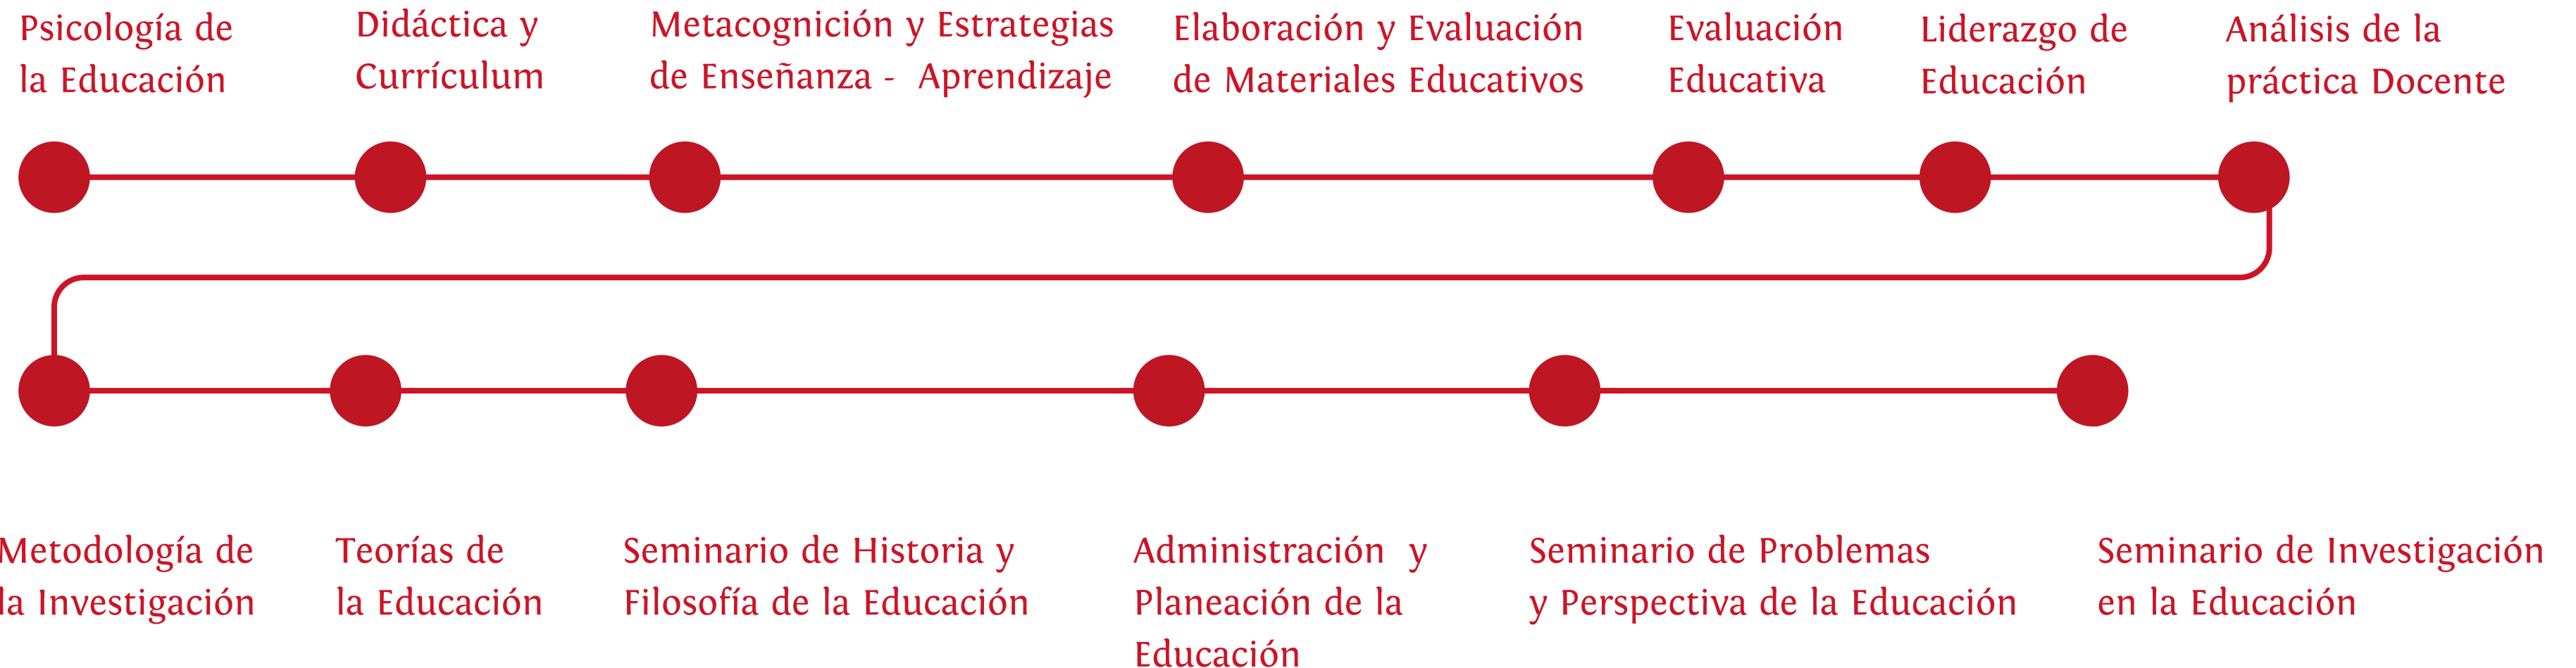 Psicología de
la Educación
Didáctica y
Currículum
Metacognición y Estrategias
de Enseñanza - Aprendizaje
Elaboración y Evaluación
de Materiales Educativos
Evaluación
Educativa
Liderazgo de
Educación
Análisis de la
práctica Docente
Metodología de
la Investigación
Teorías de
la Educación
Seminario de Historia y
Filosofía de la Educación
Administración y
Planeación de la
Educación
Seminario de Problemas
y Perspectiva de la Educación
Seminario de Investigación
en la Educación